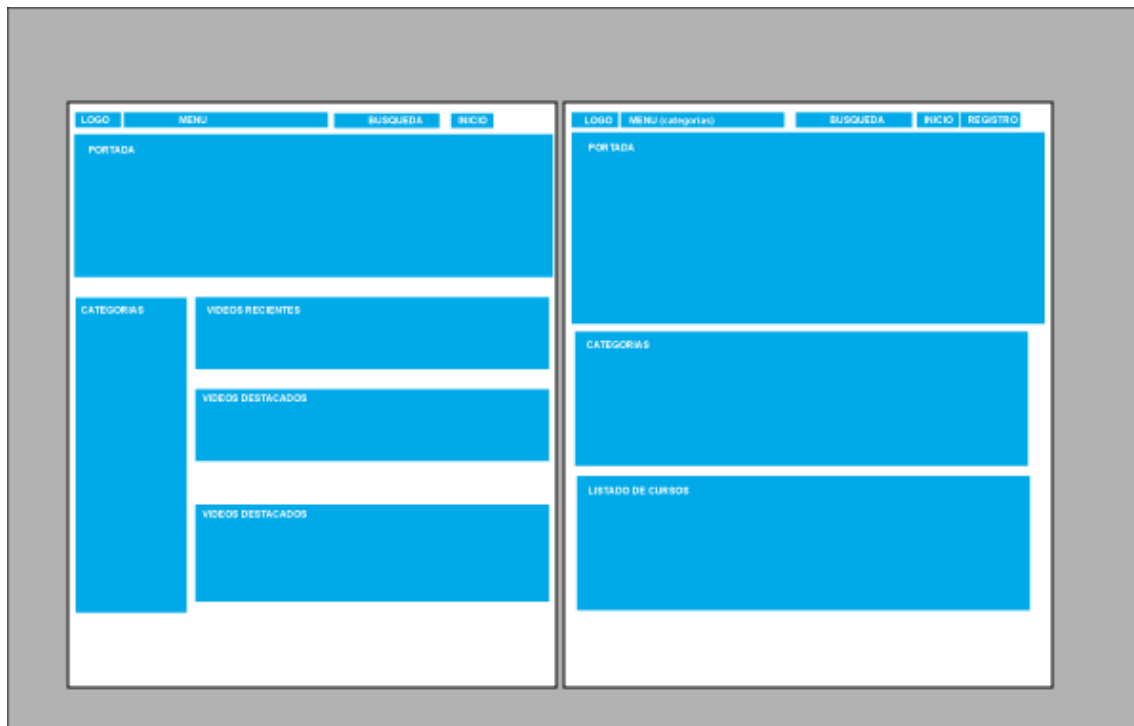 LOGO MENU BUSQUEDA INICIO
PORTADA
CATEGORIAS
VIDEOS RECIENTES
VIDEOS DESTACADOS
VIDEOS DESTACADOS
LOGO MENU (categorias) BUSQUEDA INICIO REGISTRO
PORTADA
CATEGORIAS
LISTADO DE CURSOS